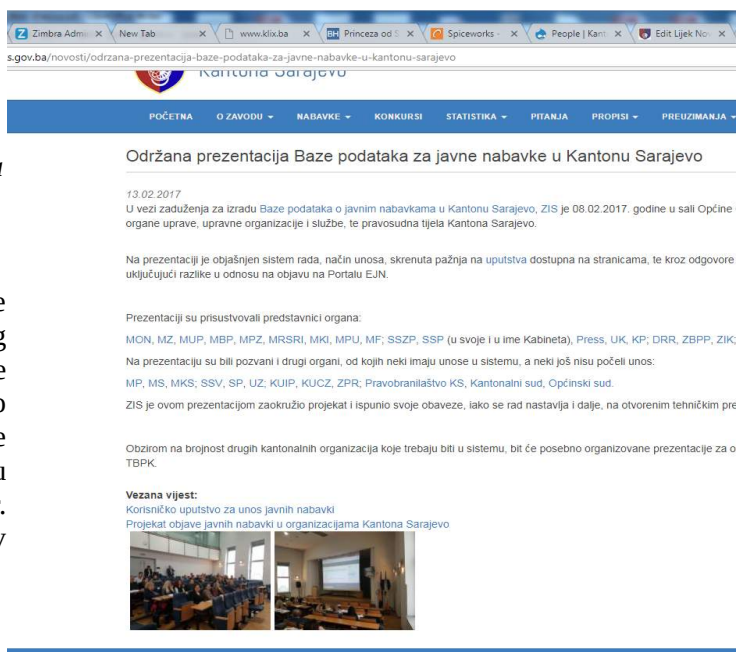 Zimbra Adm
New Tab
www.klix.ba
Princeza od S
Spiceworks -
People | Kant
Edit Lijek Nov
s.gov.ba/novosti/odrzana-prezentacija-baze-podataka-za-javne-nabavke-u-kantonu-sarajevo
Kantona Sarajevo
POČETNA O ZAVODU NABAVKE KONKURSI STATISTIKA PITANJA PROPISI PREUZIMANJA
Održana prezentacija Baze podataka za javne nabavke u Kantonu Sarajevo
13.02.2017
U vezi zaduženja za izradu Baze podataka o javnim nabavkama u Kantonu Sarajevo, ZIS je 08.02.2017. godine u sali Općine
organe uprave, upravne organizacije i službe, te pravosudna tijela Kantona Sarajevo.
Na prezentaciji je objašnjen sistem rada, način unosa, skrenuta pažnja na uputstva dostupna na stranicama, te kroz odgovore
uključujući razlike u odnosu na objavu na Portalu EJN.
Prezentaciji su prisustvovali predstavnici organa:
MON, MZ, MUP, MBP, MPZ, MRSRI, MKI, MPU, MF; SSZP, SSP (u svoje i u ime Kabineta), Press, UK, KP; DRR, ZBPP, ZIK;
Na prezentaciju su bili pozvani i drugi organi, od kojih neki imaju unose u sistemu, a neki još nisu počeli unos:
MP, MS, MKS; SSV, SP, UZ; KUIP, KUCZ, ZPR; Pravobranilaštvo KS, Kantonalni sud, Općinski sud.
ZIS je ovom prezentacijom zaokružio projekat i ispunio svoje obaveze, iako se rad nastavlja i dalje, na otvorenim tehničkim pre
Obzirom na brojnost drugih kantonalnih organizacija koje trebaju biti u sistemu, bit će posebno organizovane prezentacije za o
TBPK.
Vezana vijest:
Korisničko uputstvo za unos javnih nabavki
Projekat objave javnih nabavki u organizacijama Kantona Sarajevo